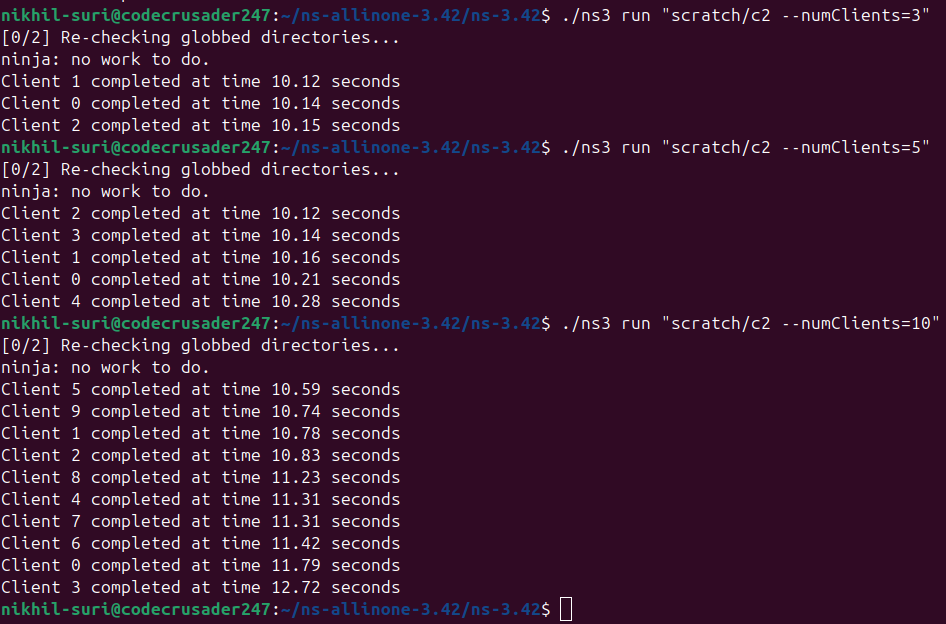 nikhil-suri@codecrusader247:~/ns-allinone-3.42/ns-3.42$ ./ns3 run "scratch/c2 --numClients=3"
[0/2] Re-checking globbed directories...
ninja: no work to do.
Client 1 completed at time 10.12 seconds
Client 0 completed at time 10.14 seconds
Client 2 completed at time 10.15 seconds
nikhil-suri@codecrusader247:~/ns-allinone-3.42/ns-3.42$ ./ns3 run "scratch/c2 --numClients=5"
[0/2] Re-checking globbed directories...
ninja: no work to do.
Client 2 completed at time 10.12 seconds
Client 3 completed at time 10.14 seconds
Client 1 completed at time 10.16 seconds
Client 0 completed at time 10.21 seconds
Client 4 completed at time 10.28 seconds
nikhil-suri@codecrusader247:~/ns-allinone-3.42/ns-3.42$ ./ns3 run "scratch/c2 --numClients=10"
[0/2] Re-checking globbed directories...
ninja: no work to do.
Client 5 completed at time 10.59 seconds
Client 9 completed at time 10.74 seconds
Client 1 completed at time 10.78 seconds
Client 2 completed at time 10.83 seconds
Client 8 completed at time 11.23 seconds
Client 4 completed at time 11.31 seconds
Client 7 completed at time 11.31 seconds
Client 6 completed at time 11.42 seconds
Client 0 completed at time 11.79 seconds
Client 3 completed at time 12.72 seconds
nikhil-suri@codecrusader247:~/ns-allinone-3.42/ns-3.42$